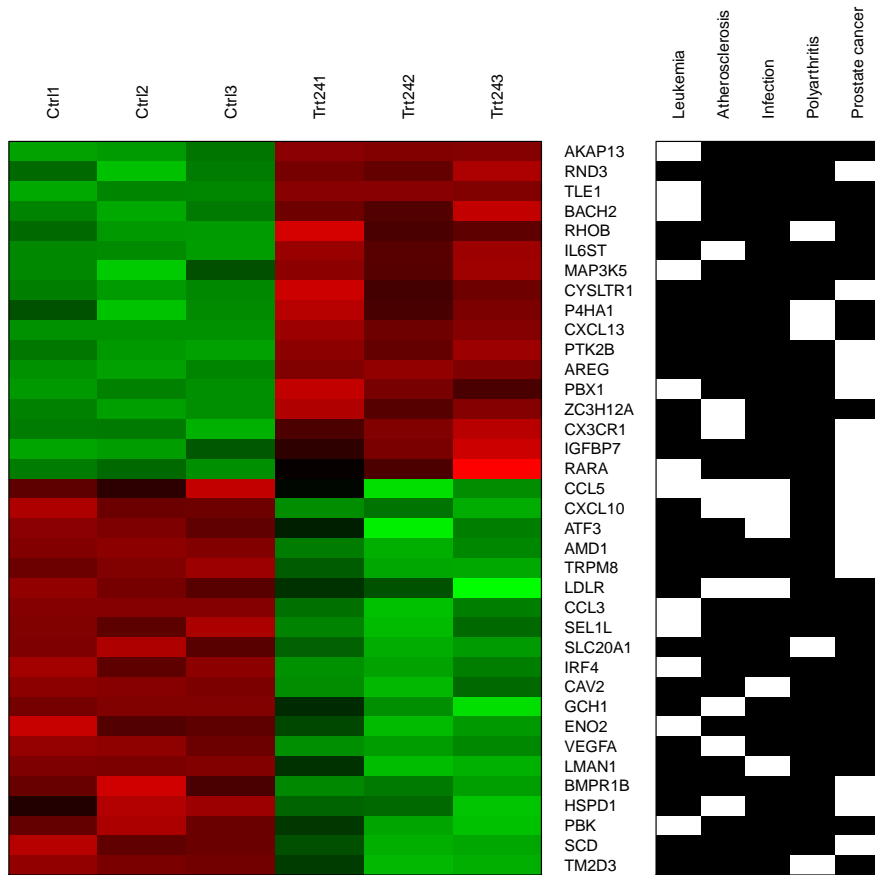 Ctrl1
Ctrl2
Ctrl3
Trt241
Trt242
Trt243
Leukemia
Atherosclerosis
Infection
Polyarthritis
Prostate cancer
AKAP13
RND3
TLE1
BACH2
RHOB
IL6ST
MAP3K5
CYSLTR1
P4HA1
CXCL13
PTK2B
AREG
PBX1
ZC3H12A
CX3CR1
IGFBP7
RARA
CCL5
CXCL10
ATF3
AMD1
TRPM8
LDLR
CCL3
SEL1L
SLC20A1
IRF4
CAV2
GCH1
ENO2
VEGFA
LMAN1
BMPR1B
HSPD1
PBK
SCD
TM2D3